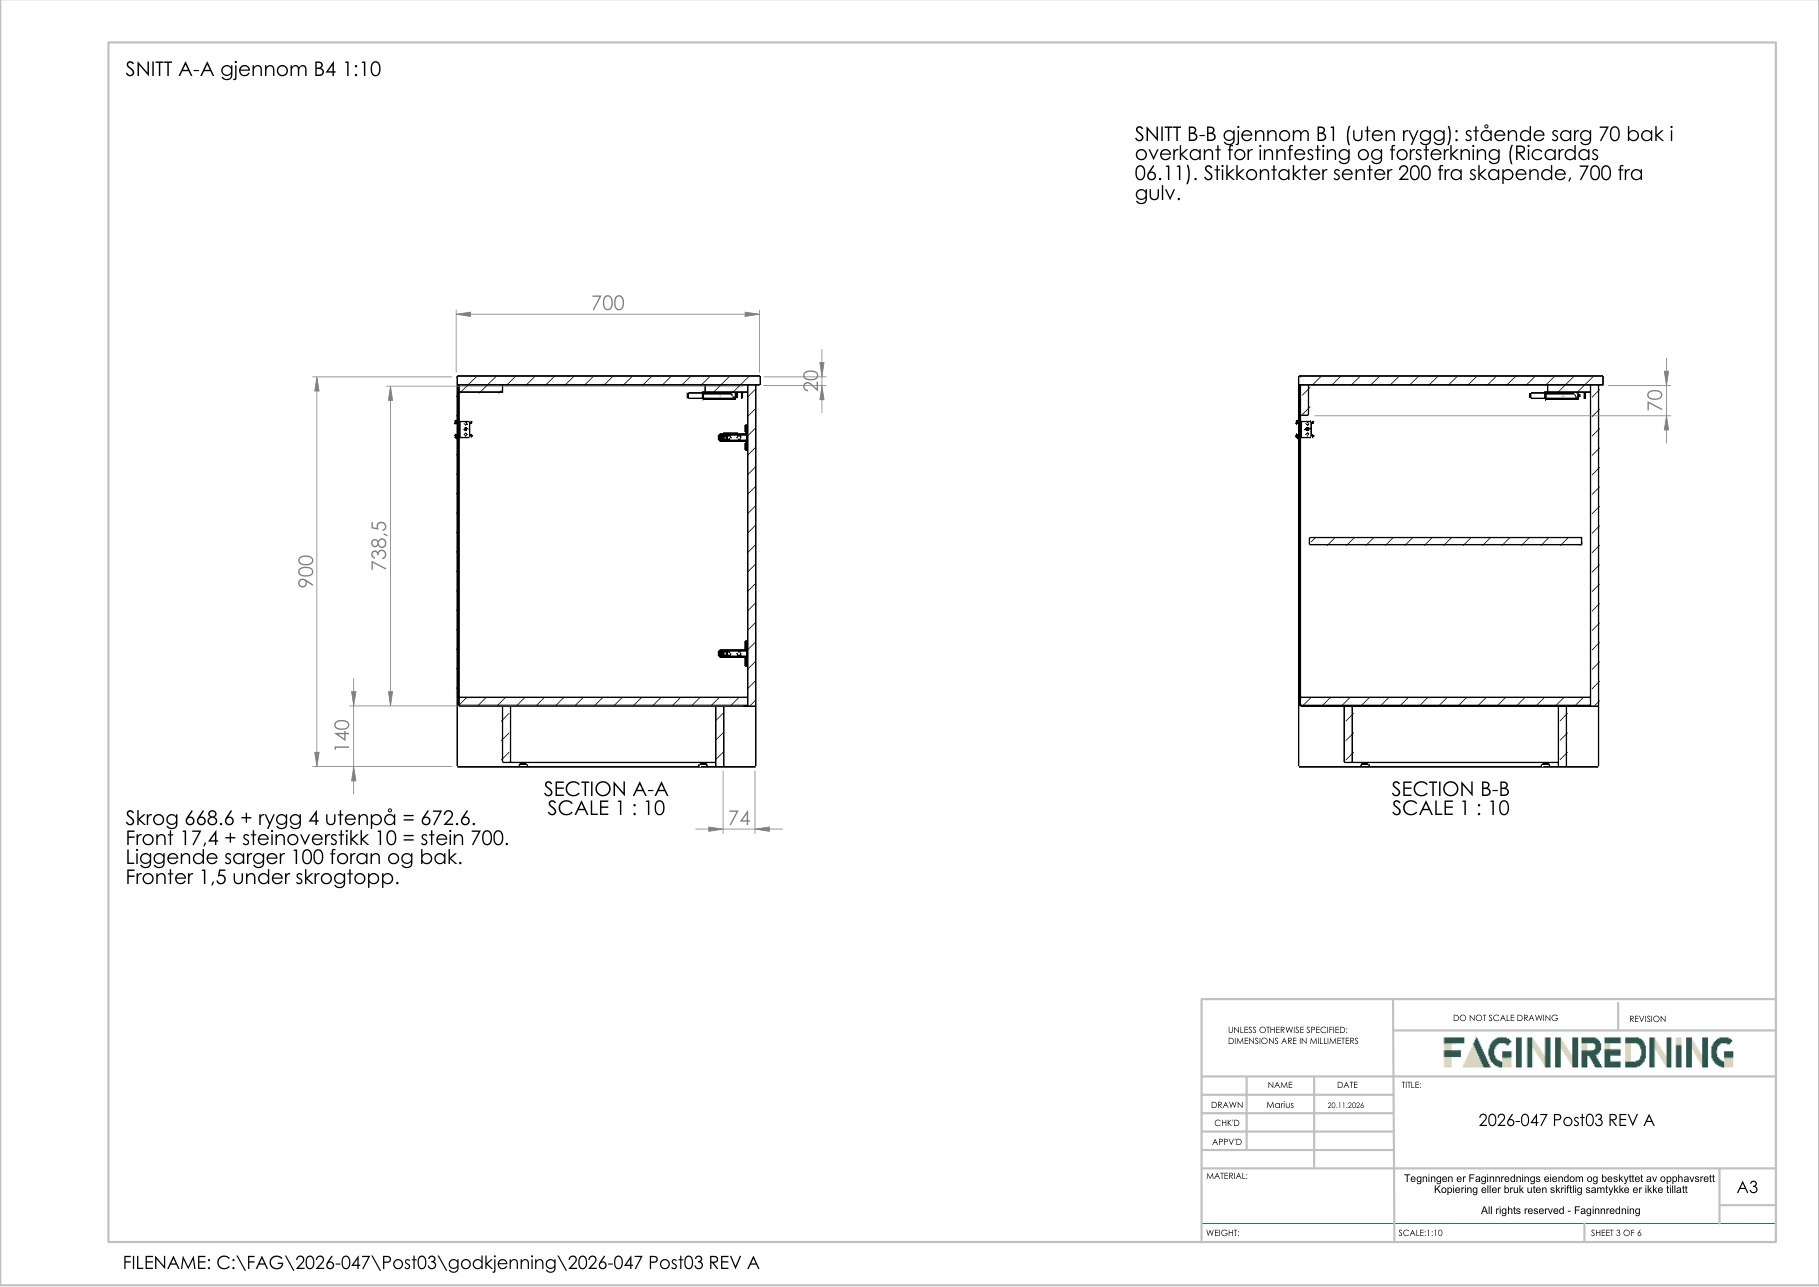 SNITT A-A gjennom B4 1:10
SNITT B-B gjennom B1 (uten rygg): stående sarg 70 bak i
overkant for innfesting og forsterkning (Ricardas
06.11). Stikkontakter senter 200 fra skapende, 700 fra
gulv.
700
20
900
738,5
140
74
70
SECTION A-A
SCALE 1 : 10
SECTION B-B
SCALE 1 : 10
Skrog 668.6 + rygg 4 utenpå = 672.6.
Front 17,4 + steinoverstikk 10 = stein 700.
Liggende sarger 100 foran og bak.
Fronter 1,5 under skrogtopp.
UNLESS OTHERWISE SPECIFIED:
DIMENSIONS ARE IN MILLIMETERS
DO NOT SCALE DRAWING
REVISION
FAGINNREDNING
NAME
DATE
TITLE:
DRAWN
Marius
20.11.2026
CHK'D
APPV'D
2026-047 Post03 REV A
MATERIAL:
Tegningen er Faginnrednings eiendom og beskyttet av opphavsrett
Kopiering eller bruk uten skriftlig samtykke er ikke tillatt
All rights reserved - Faginnredning
A3
WEIGHT:
SCALE:1:10
SHEET 3 OF 6
FILENAME: C:\FAG\2026-047\Post03\godkjenning\2026-047 Post03 REV A